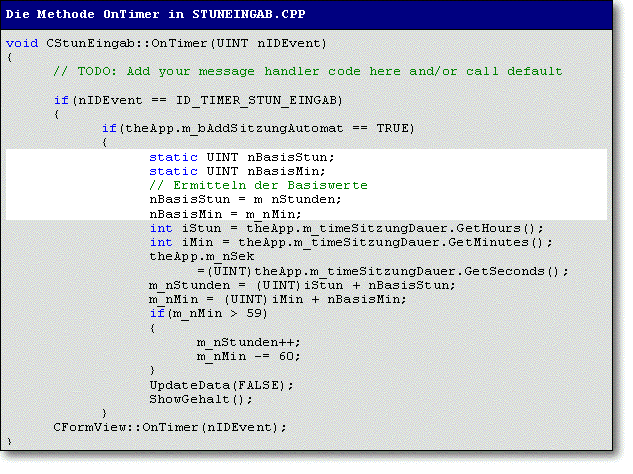 Die Methode OnTimer in STUNEINGAB.CPP
void CStunEingab::OnTimer(UINT nIDEvent)
{
// TODO: Add your message handler code here and/or call default
if(nIDEvent == ID_TIMER_STUN_EINGAB)
{
if(theApp.m_bAddSitzungAutomat == TRUE)
{
static UINT nBasisStun;
static UINT nBasisMin;
// Ermitteln der Basiswerte
nBasisStun = m nStunden;
nBasisMin = m_nMin;
int iStun = theApp.m_timeSitzungDauer.GetHours();
int iMin = theApp.m_timeSitzungDauer.GetMinutes();
theApp.m_nSek
=(UINT)theApp.m_timeSitzungDauer.GetSeconds();
m_nStunden = (UINT)iStun + nBasisStun;
m_nMin = (UINT)iMin + nBasisMin;
if(m_nMin > 59)
{
m_nStunden++;
m_nMin -= 60;
}
UpdateData(FALSE);
ShowGehalt();
}
CFormView::OnTimer(nIDEvent);
}